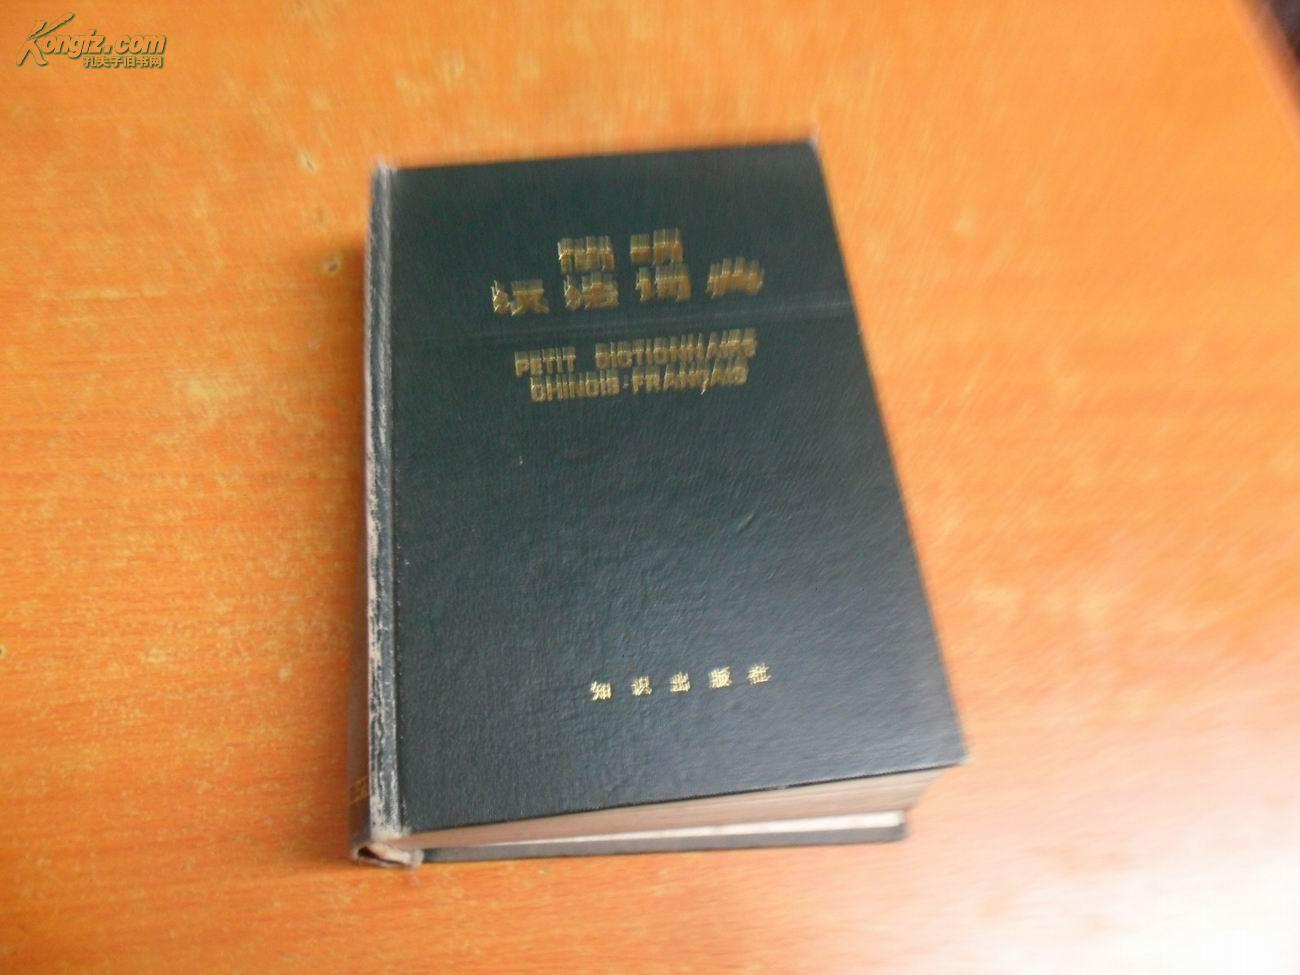 Kongfz.com
孔夫子旧书网
简明
汉法词典
PETIT DICTIONNAIRE
CHINOIS-FRANÇAIS
知识出版社